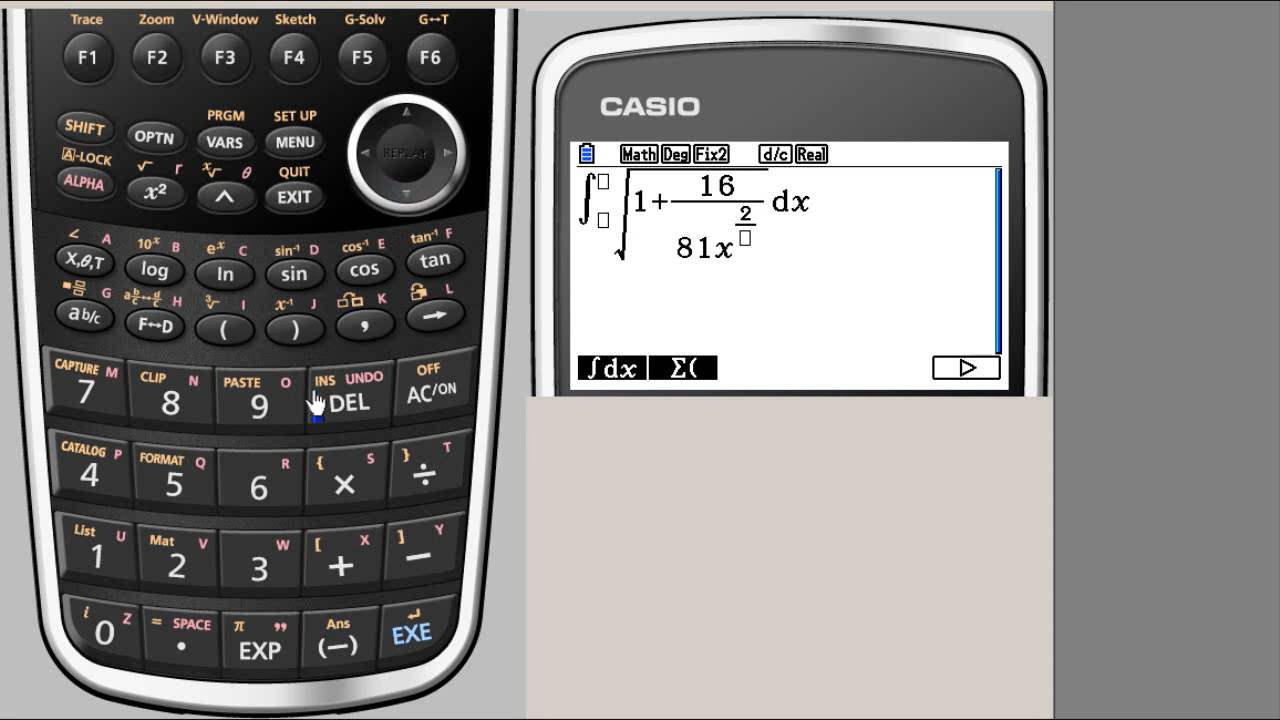 Trace Zoom V-Window Sketch G-Solv G↔T
F1 F2 F3 F4 F5 F6
PRGM SET UP
SHIFT OPTN VARS MENU REPLAY
A-LOCK √ r ˣ√ θ QUIT
ALPHA x² ^ EXIT
∠ A 10ˣ B eˣ C sin⁻¹ D cos⁻¹ E tan⁻¹ F
X,θ,T log ln sin cos tan
G a b/c↔d/c H ³√ I x⁻¹ J K L
a b/c F↔D ( ) , →
CAPTURE M CLIP N PASTE O INS UNDO OFF
7 8 9 DEL AC/ON
CATALOG P FORMAT Q R { S } T
4 5 6 × ÷
List U Mat V W [ X ] Y
1 2 3 + −
i Z = SPACE π ” Ans ↵
0 • EXP (−) EXE
CASIO
Math Deg Fix2 d/c Real
∫□□ √(1+16/(81x^(2/□))) dx
∫dx Σ( ▷